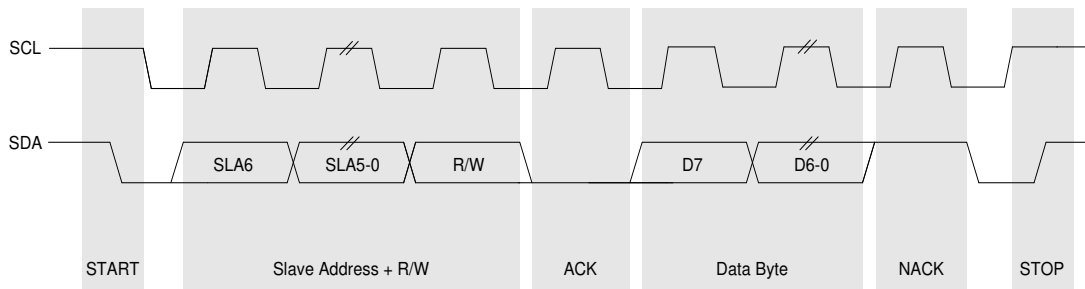 SCL
SDA
SLA6 SLA5-0 R/W D7 D6-0
START Slave Address + R/W ACK Data Byte NACK STOP